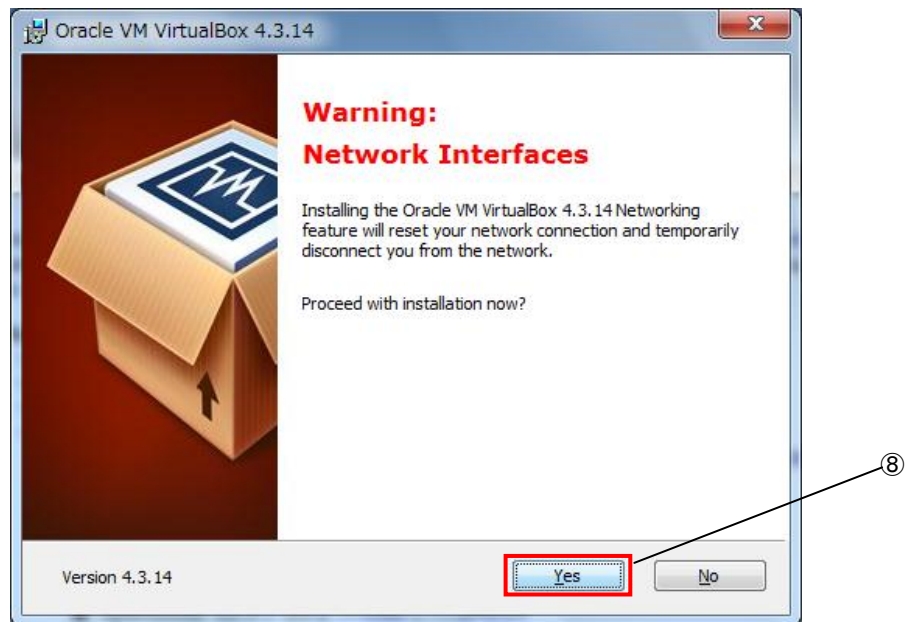 Oracle VM VirtualBox 4.3.14
Warning:
Network Interfaces
Installing the Oracle VM VirtualBox 4.3.14 Networking
feature will reset your network connection and temporarily
disconnect you from the network.
Proceed with installation now?
⑧
Version 4.3.14
Yes
No